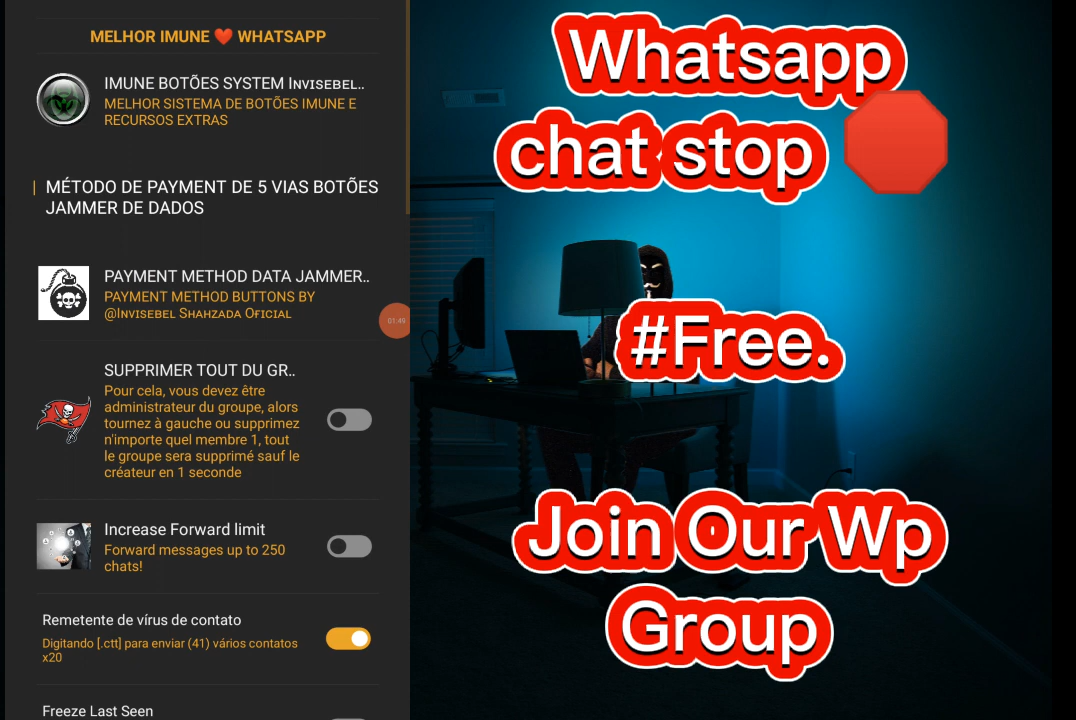 MELHOR IMUNE ❤️ WHATSAPP
IMUNE BOTÕES SYSTEM Iɴᴠɪsᴇʙᴇʟ..
MELHOR SISTEMA DE BOTÕES IMUNE E
RECURSOS EXTRAS
MÉTODO DE PAYMENT DE 5 VIAS BOTÕES
JAMMER DE DADOS
PAYMENT METHOD DATA JAMMER..
PAYMENT METHOD BUTTONS BY
@Iɴᴠɪsᴇʙᴇʟ Sʜᴀʜᴢᴀᴅᴀ Oғɪᴄɪᴀʟ
01:49
SUPPRIMER TOUT DU GR..
Pour cela, vous devez être
administrateur du groupe, alors
tournez à gauche ou supprimez
n'importe quel membre 1, tout
le groupe sera supprimé sauf le
créateur en 1 seconde
Increase Forward limit
Forward messages up to 250
chats!
Remetente de vírus de contato
Digitando [.ctt] para enviar (41) vários contatos
x20
Freeze Last Seen
Whatsapp
chat stop 🛑
#Free.
Join Our Wp
Group